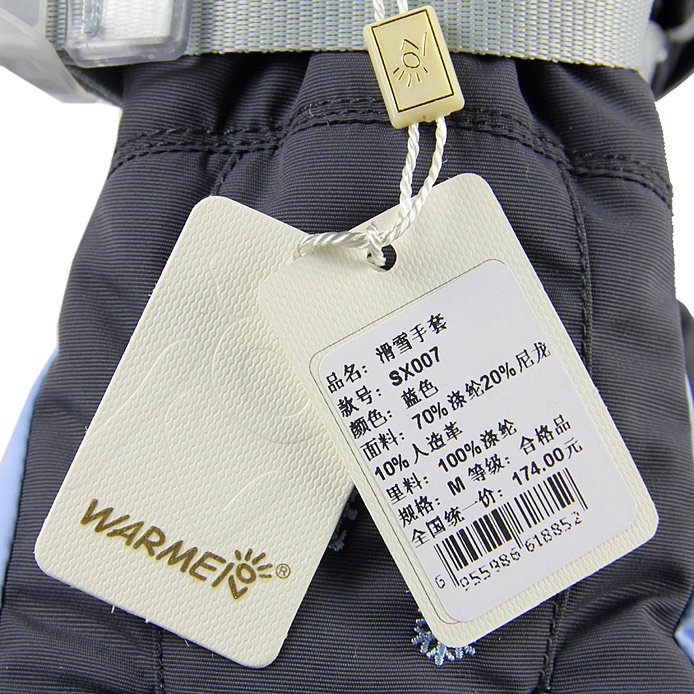 WARMEN®
品名：滑雪手套
款号：SX007
颜色：蓝色
面料：70%涤纶20%尼龙
10%人造革
里料：100%涤纶
规格：M 等级：合格品
全国统一价：174.00元
6 955986 618852